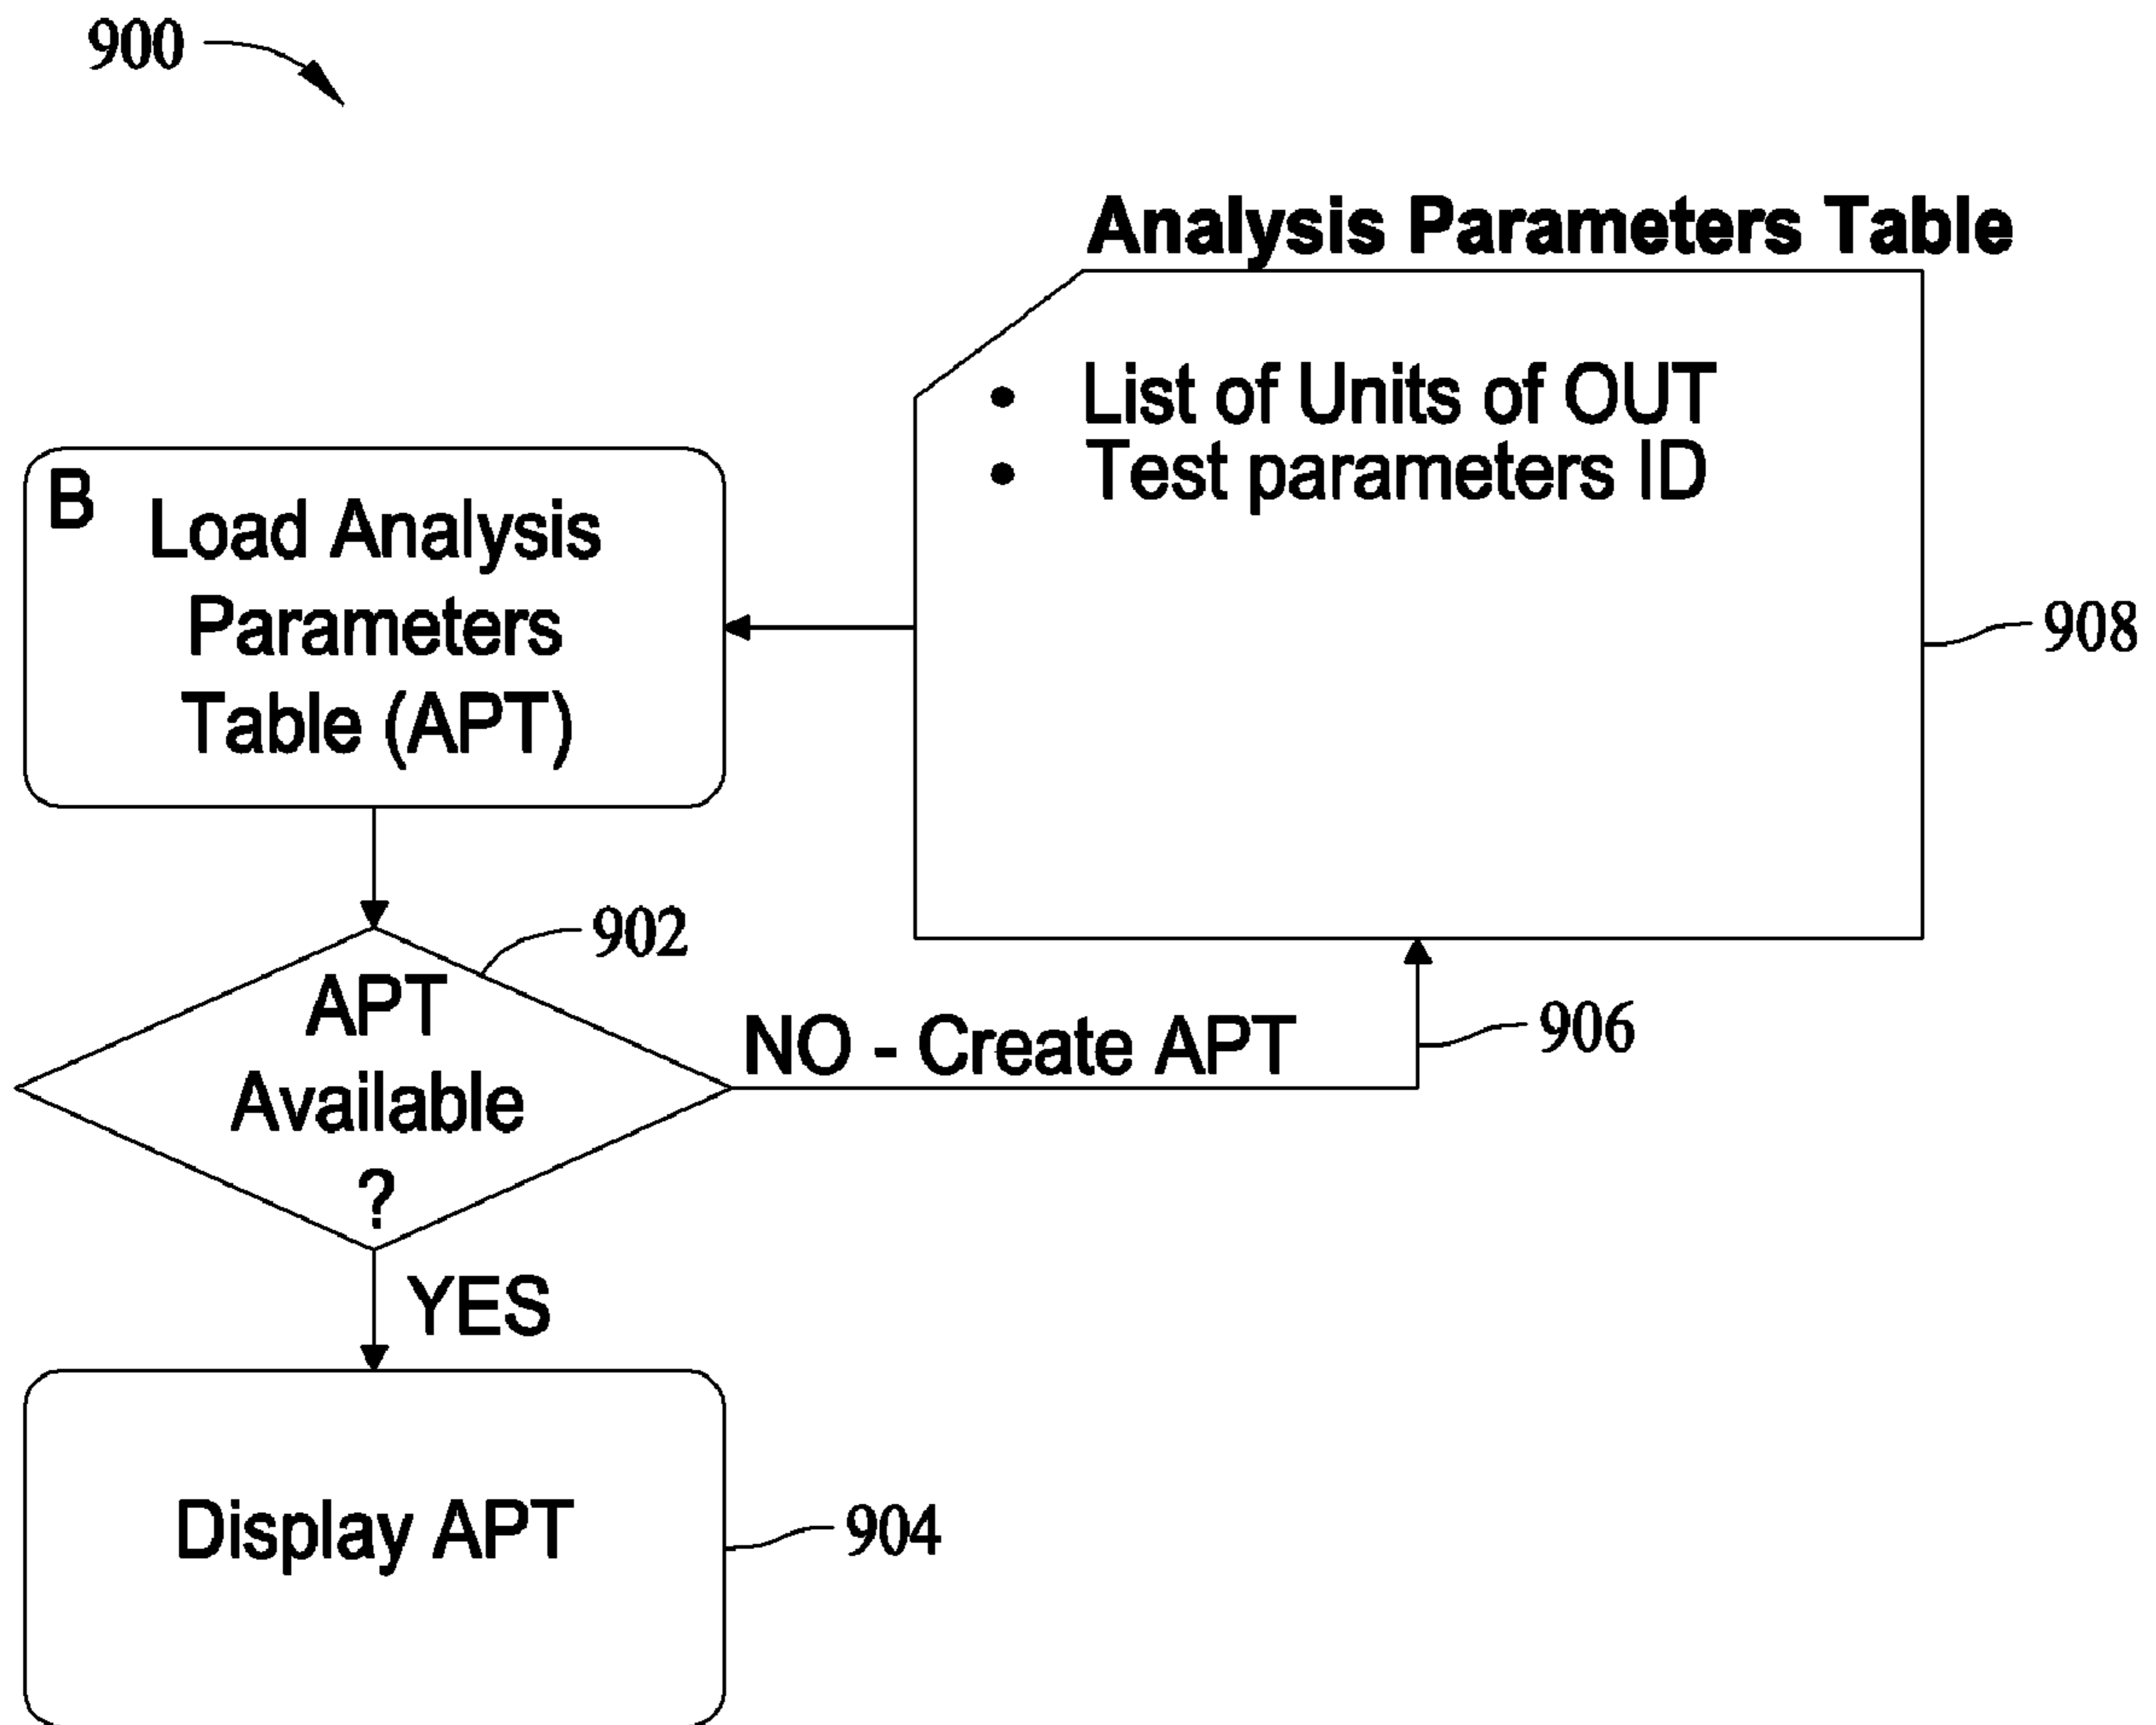 900
Analysis Parameters Table
• List of Units of OUT
• Test parameters ID
908
B
Load Analysis
Parameters
Table (APT)
902
APT
Available
?
NO - Create APT
906
YES
Display APT
904